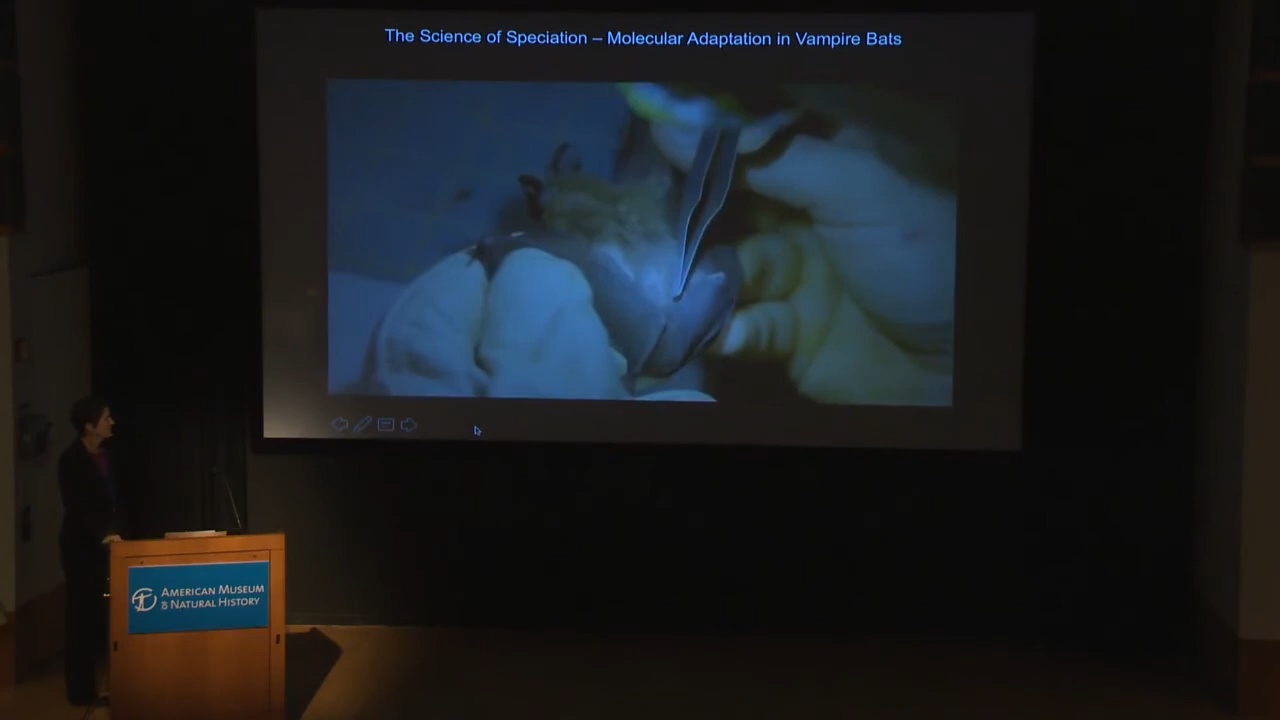 The Science of Speciation – Molecular Adaptation in Vampire Bats
AMERICAN MUSEUM
& NATURAL HISTORY